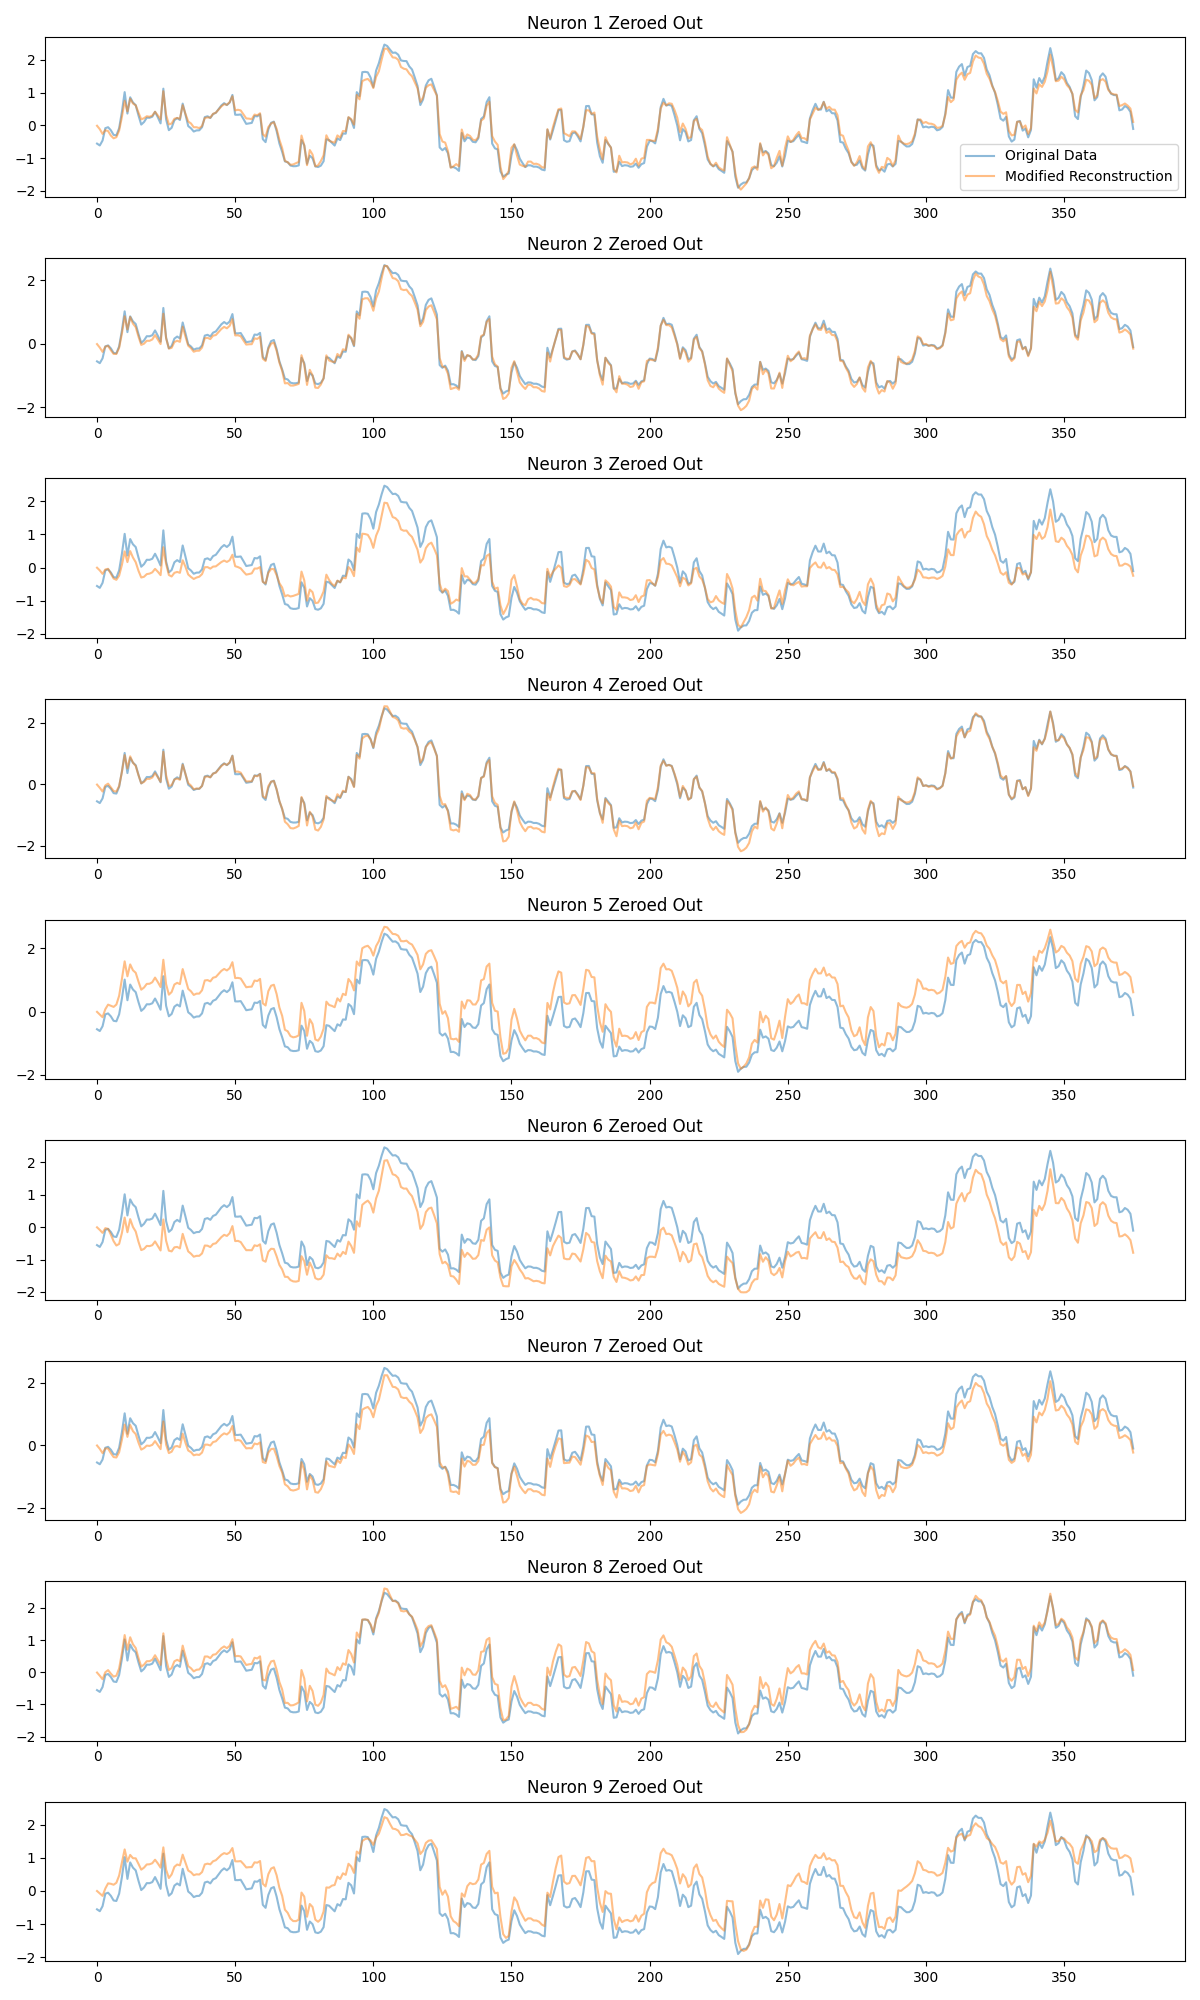 Neuron 1 Zeroed Out
2
1
0
−1
−2
Original Data
Modified Reconstruction
0 50 100 150 200 250 300 350
Neuron 2 Zeroed Out
2
0
−2
0 50 100 150 200 250 300 350
Neuron 3 Zeroed Out
2
1
0
−1
−2
0 50 100 150 200 250 300 350
Neuron 4 Zeroed Out
2
0
−2
0 50 100 150 200 250 300 350
Neuron 5 Zeroed Out
2
0
−2
0 50 100 150 200 250 300 350
Neuron 6 Zeroed Out
2
1
0
−1
−2
0 50 100 150 200 250 300 350
Neuron 7 Zeroed Out
2
0
−2
0 50 100 150 200 250 300 350
Neuron 8 Zeroed Out
2
1
0
−1
−2
0 50 100 150 200 250 300 350
Neuron 9 Zeroed Out
2
1
0
−1
−2
0 50 100 150 200 250 300 350